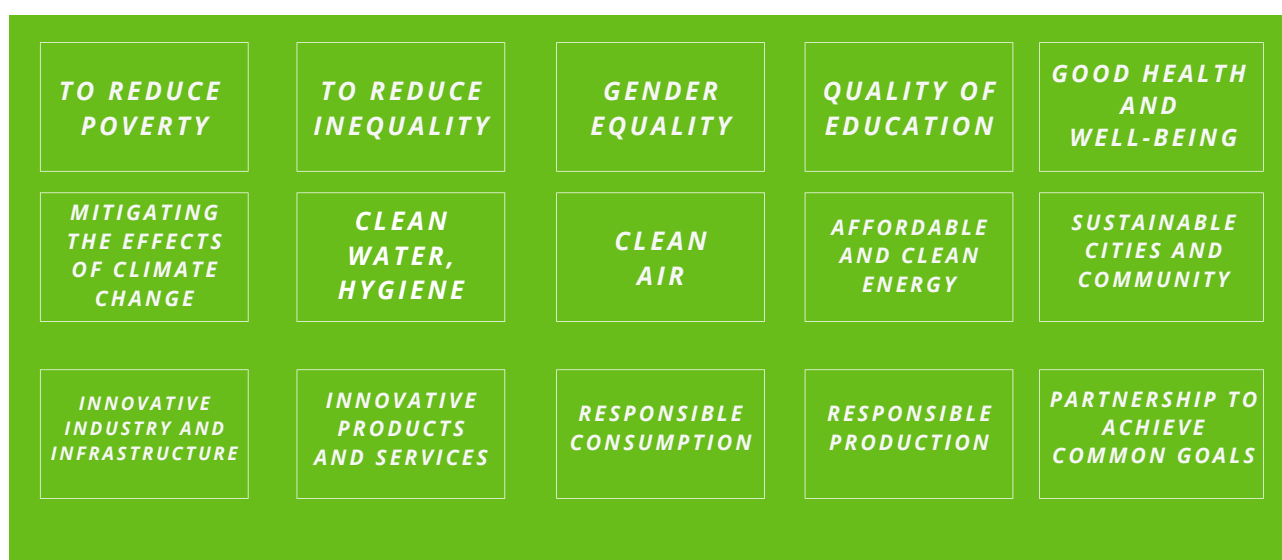 TO REDUCE
POVERTY
TO REDUCE
INEQUALITY
GENDER
EQUALITY
QUALITY OF
EDUCATION
GOOD HEALTH
AND
WELL-BEING
MITIGATING
THE EFFECTS
OF CLIMATE
CHANGE
CLEAN
WATER,
HYGIENE
CLEAN
AIR
AFFORDABLE
AND CLEAN
ENERGY
SUSTAINABLE
CITIES AND
COMMUNITY
INNOVATIVE
INDUSTRY AND
INFRASTRUCTURE
INNOVATIVE
PRODUCTS
AND SERVICES
RESPONSIBLE
CONSUMPTION
RESPONSIBLE
PRODUCTION
PARTNERSHIP TO
ACHIEVE
COMMON GOALS